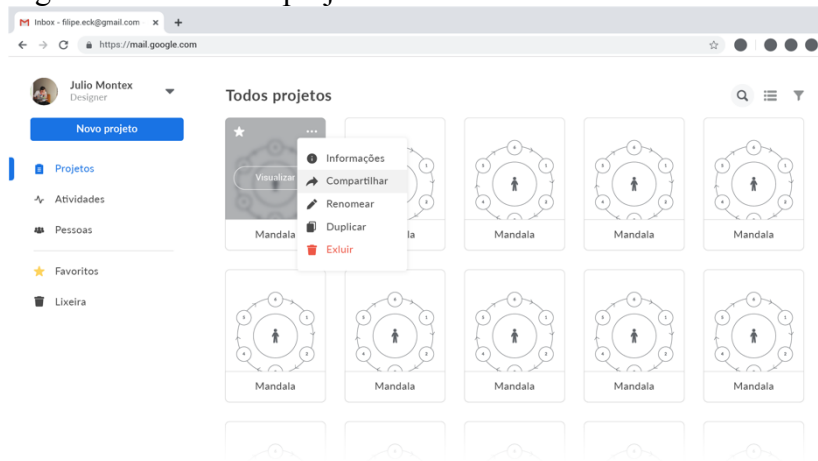 Inbox - filipe.eck@gmail.com
https://mail.google.com
Julio Montex
Designer
Novo projeto
Projetos
Atividades
Pessoas
Favoritos
Lixeira
Todos projetos
Visualizar
Informações
Compartilhar
Renomear
Duplicar
Exluir
Mandala
Mandala
Mandala
Mandala
Mandala
Mandala
Mandala
Mandala
Mandala